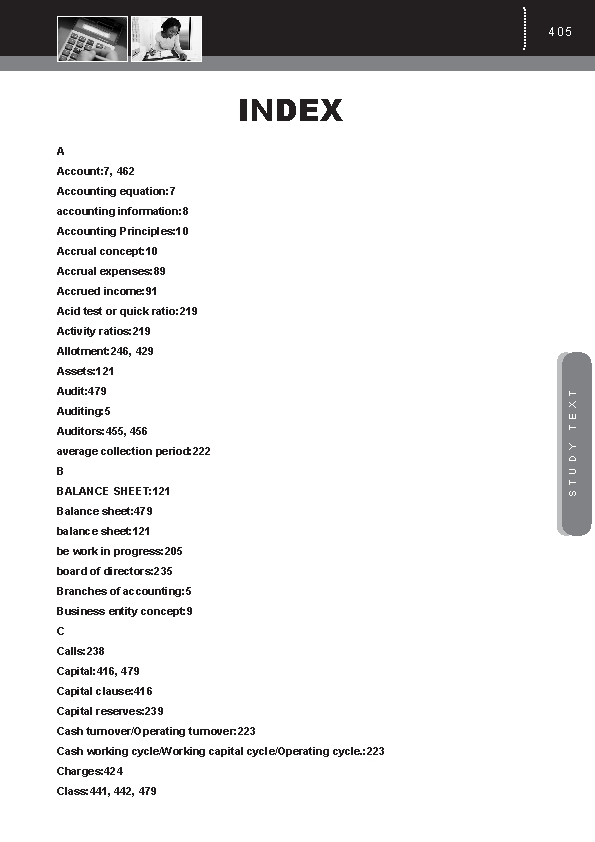 405
INDEX
A
Account:7, 462
Accounting equation:7
accounting information:8
Accounting Principles:10
Accrual concept:10
Accrual expenses:89
Accrued income:91
Acid test or quick ratio:219
Activity ratios:219
Allotment:246, 429
Assets:121
Audit:479
Auditing:5
Auditors:455, 456
average collection period:222
B
BALANCE SHEET:121
Balance sheet:479
balance sheet:121
be work in progress:205
board of directors:235
Branches of accounting:5
Business entity concept:9
C
Calls:238
Capital:416, 479
Capital clause:416
Capital reserves:239
Cash turnover/Operating turnover:223
Cash working cycle/Working capital cycle/Operating cycle.:223
Charges:424
Class:441, 442, 479
STUDY TEXT